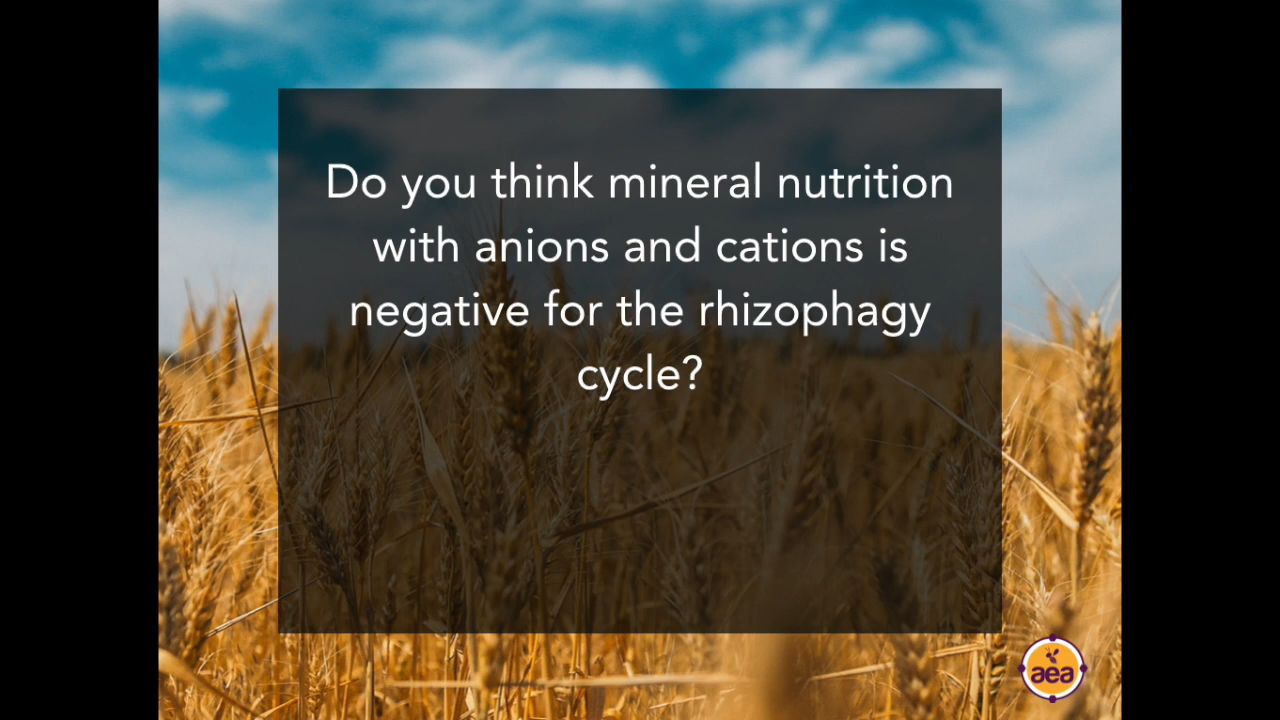 Do you think mineral nutrition
with anions and cations is
negative for the rhizophagy
cycle?
aea